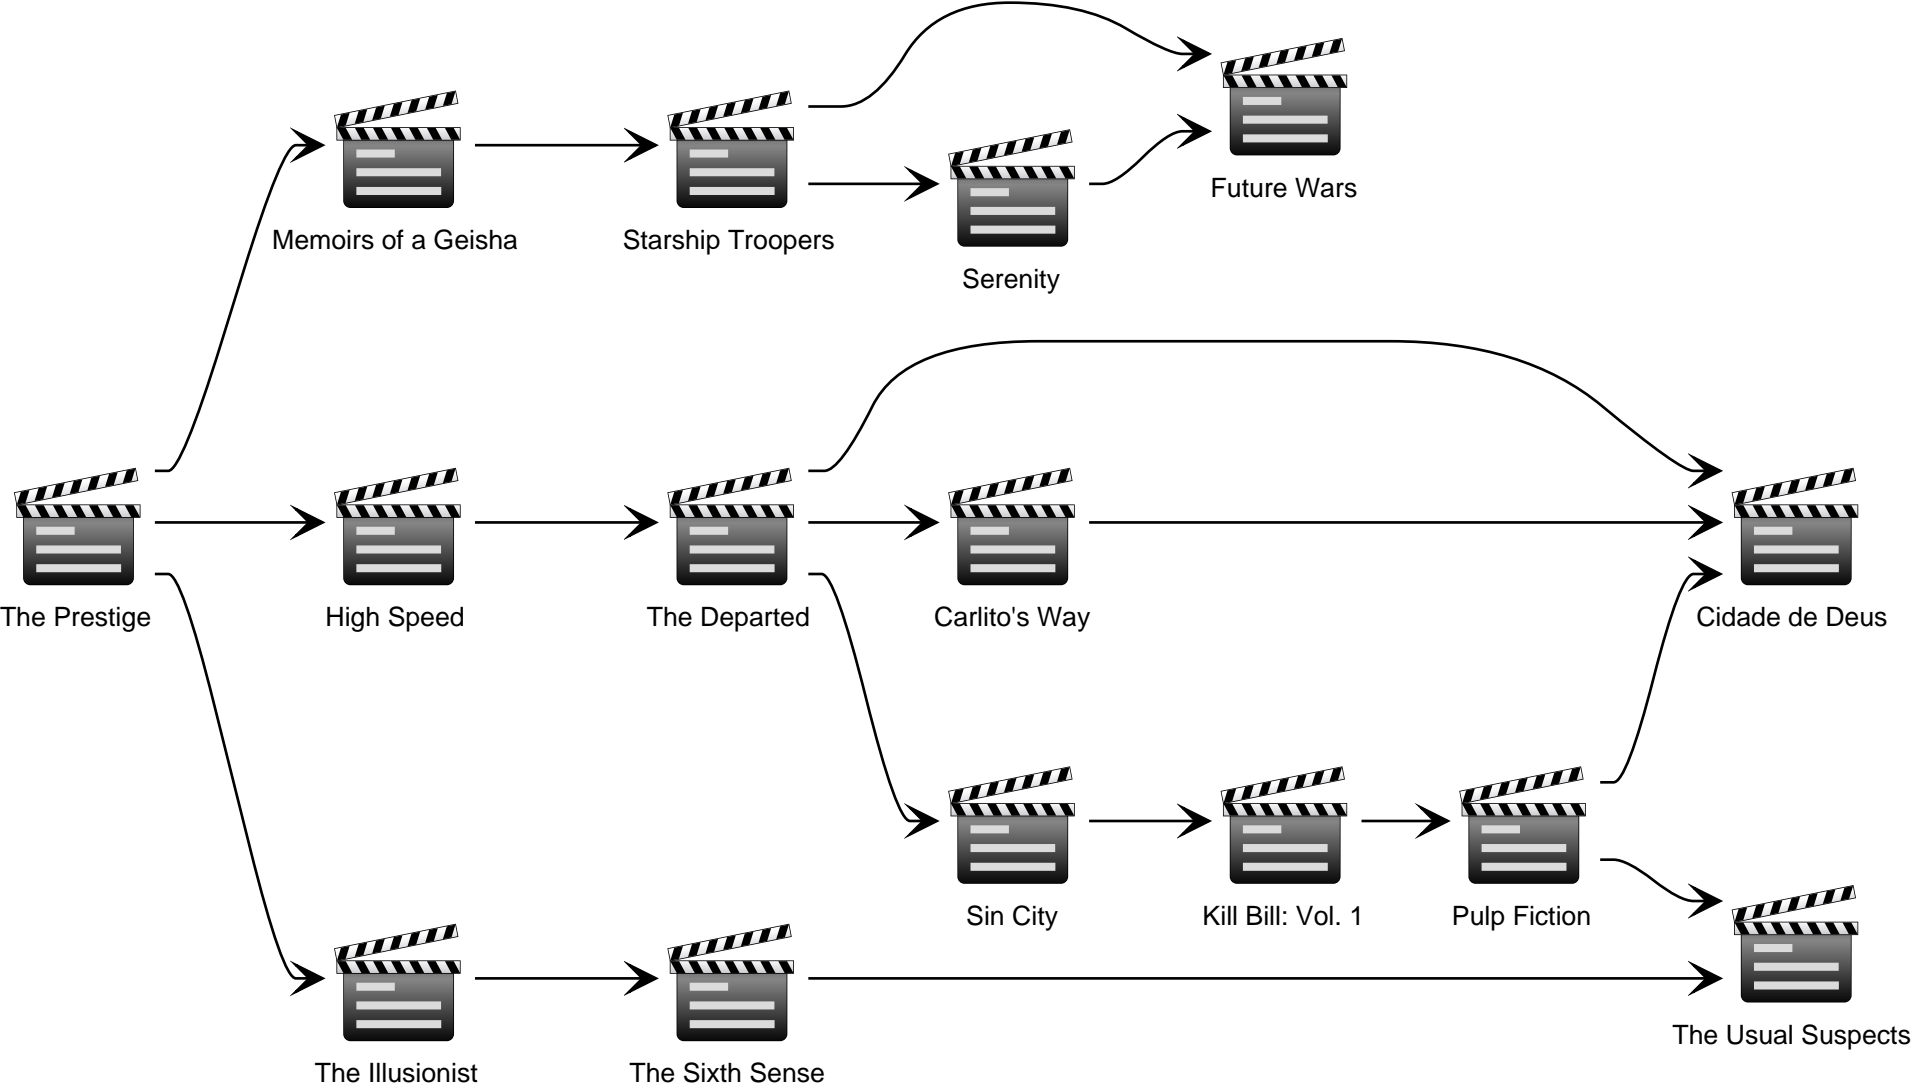 Future Wars
Memoirs of a Geisha
Starship Troopers
Serenity
The Prestige
High Speed
The Departed
Carlito's Way
Cidade de Deus
Sin City
Kill Bill: Vol. 1
Pulp Fiction
The Usual Suspects
The Illusionist
The Sixth Sense